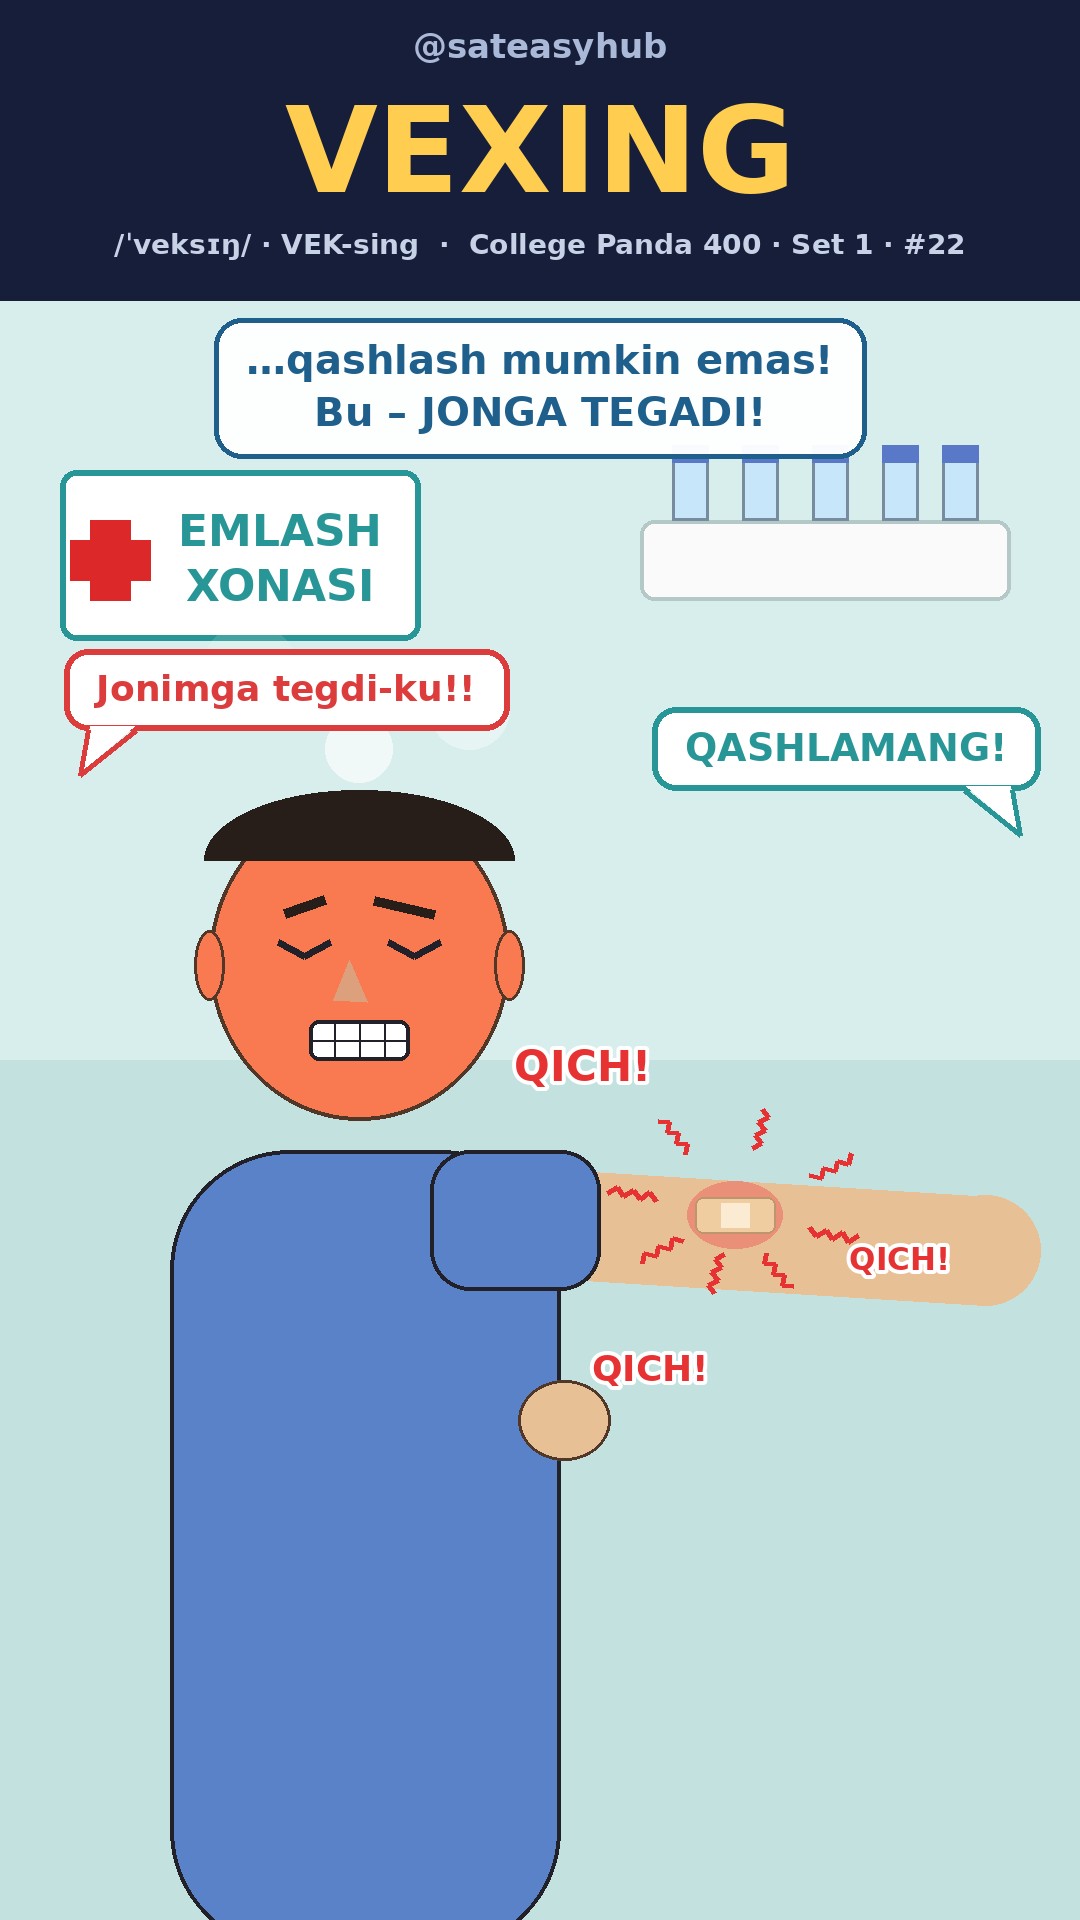 @sateasyhub
VEXING
/ˈveksɪŋ/ · VEK-sing · College Panda 400 · Set 1 · #22
…qashlash mumkin emas!
Bu – JONGA TEGADI!
EMLASH
XONASI
Jonimga tegdi-ku!!
QASHLAMANG!
QICH!
QICH!
QICH!